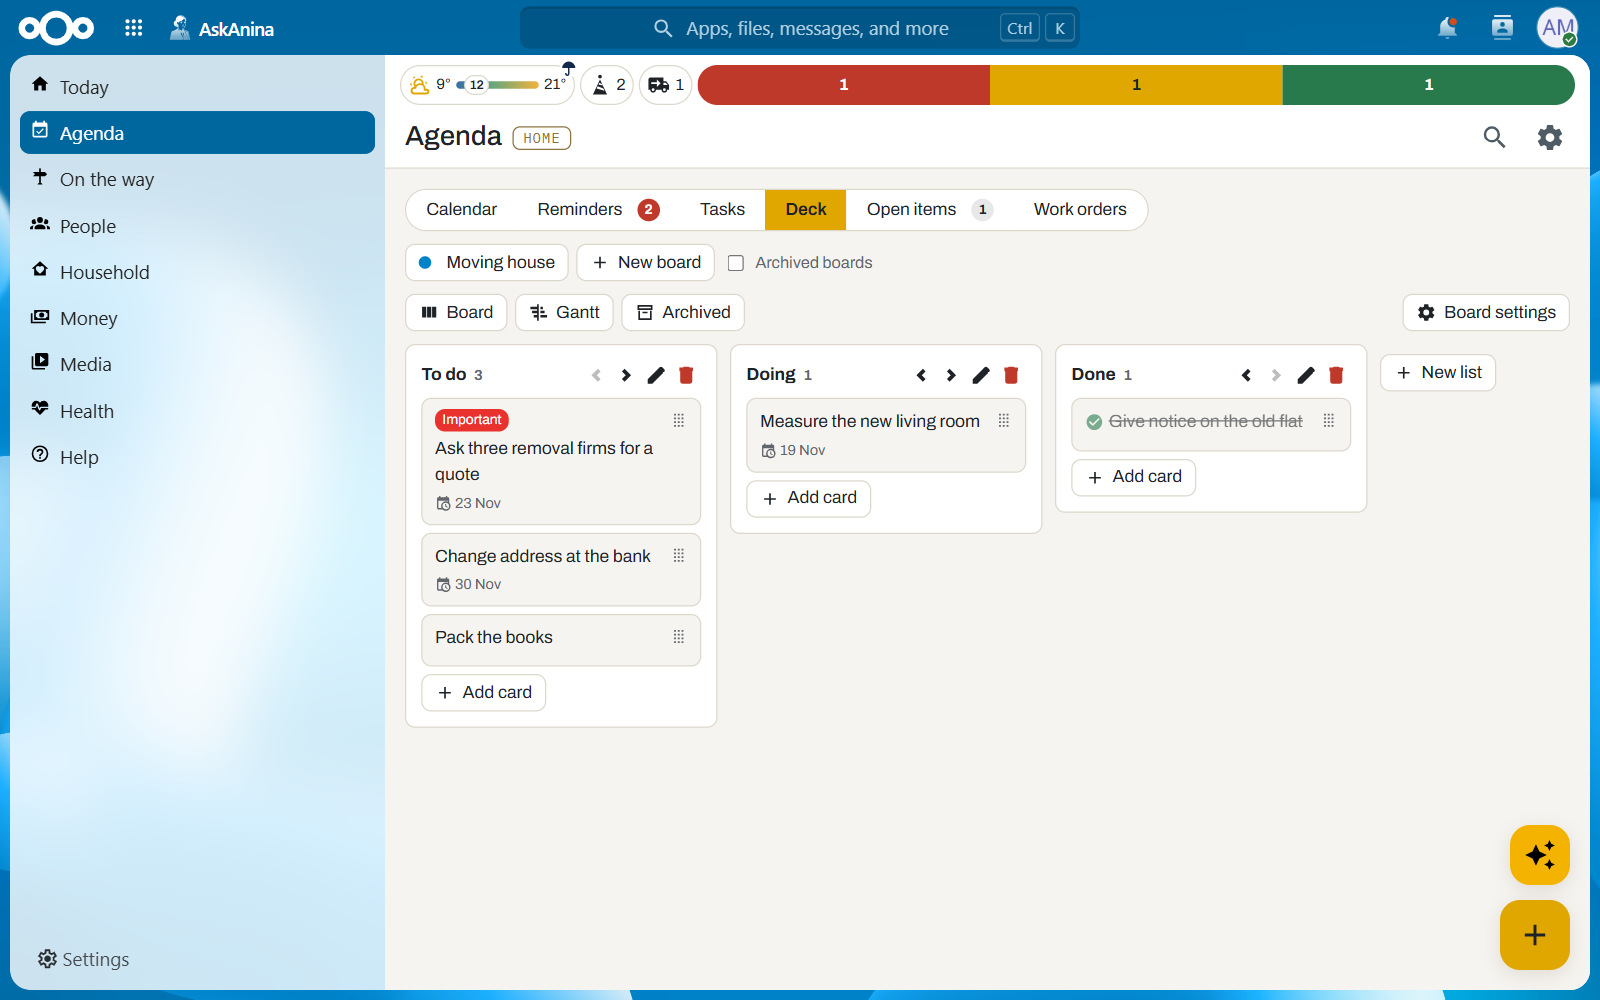 AskAnina
Apps, files, messages, and more
Ctrl K
AM
Today
Agenda
On the way
People
Household
Money
Media
Health
Help
Settings
9° 12 21°
2
1
1
1
1
Agenda HOME
Calendar Reminders 2 Tasks Deck Open items 1 Work orders
Moving house New board Archived boards
Board Gantt Archived Board settings
To do 3
Important
Ask three removal firms for a
quote
23 Nov
Change address at the bank
30 Nov
Pack the books
Add card
Doing 1
Measure the new living room
19 Nov
Add card
Done 1
Give notice on the old flat
Add card
New list